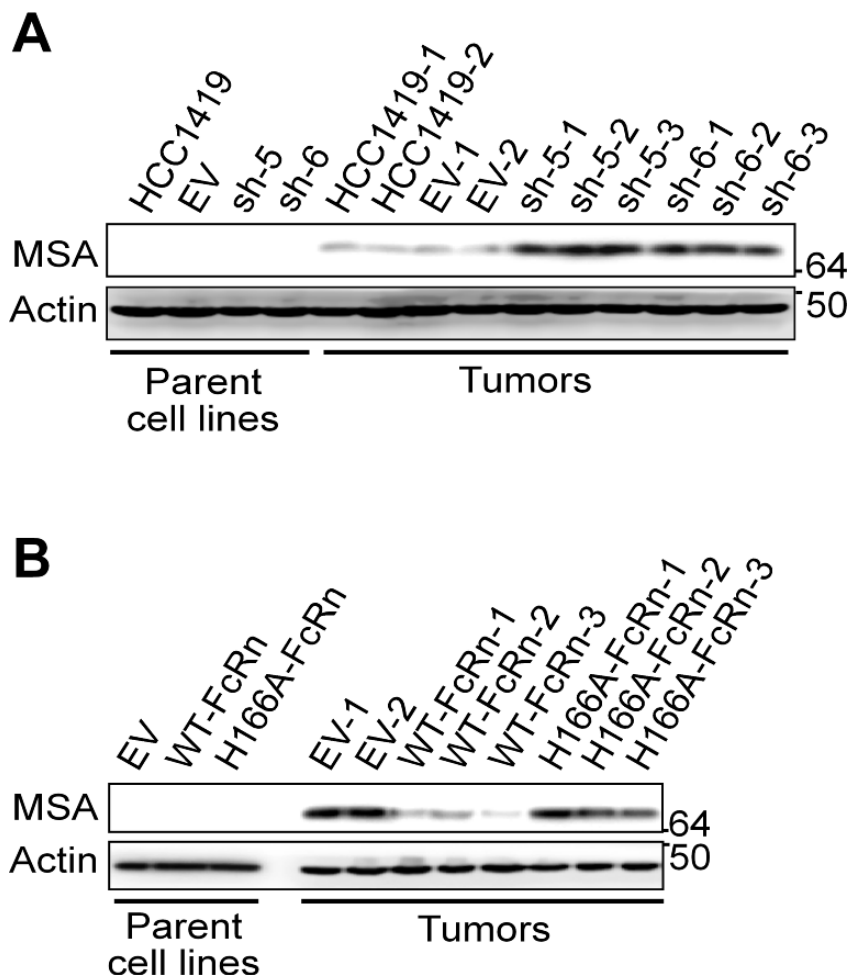 A
HCC1419
EV
sh-5
sh-6
HCC1419-1
HCC1419-2
EV-1
EV-2
sh-5-1
sh-5-2
sh-5-3
sh-6-1
sh-6-2
sh-6-3
MSA
64
Actin
50
Parent
cell lines
Tumors
B
EV
WT-FcRn
H166A-FcRn
EV-1
EV-2
WT-FcRn-1
WT-FcRn-2
WT-FcRn-3
H166A-FcRn-1
H166A-FcRn-2
H166A-FcRn-3
MSA
64
Actin
50
Parent
cell lines
Tumors